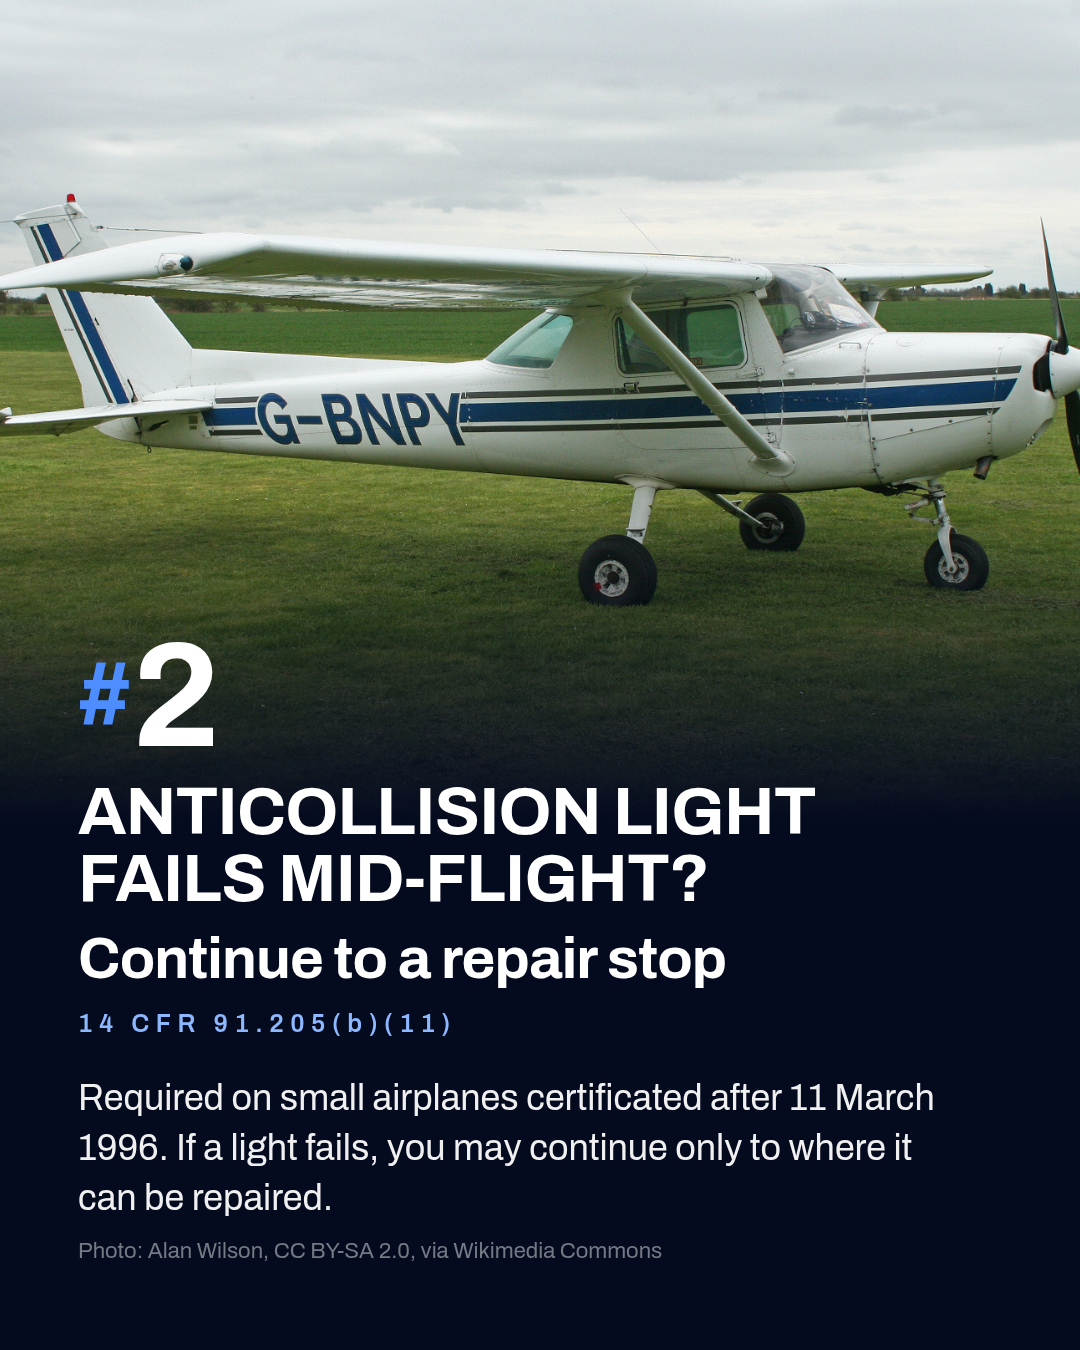 G-BNPY
#2
ANTICOLLISION LIGHT
FAILS MID-FLIGHT?
Continue to a repair stop
14 CFR 91.205(b)(11)
Required on small airplanes certificated after 11 March
1996. If a light fails, you may continue only to where it
can be repaired.
Photo: Alan Wilson, CC BY-SA 2.0, via Wikimedia Commons